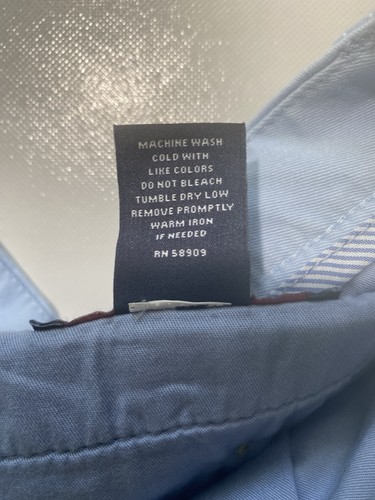 MACHINE WASH
COLD WITH
LIKE COLORS
DO NOT BLEACH
TUMBLE DRY LOW
REMOVE PROMPTLY
WARM IRON
IF NEEDED
RN 58909